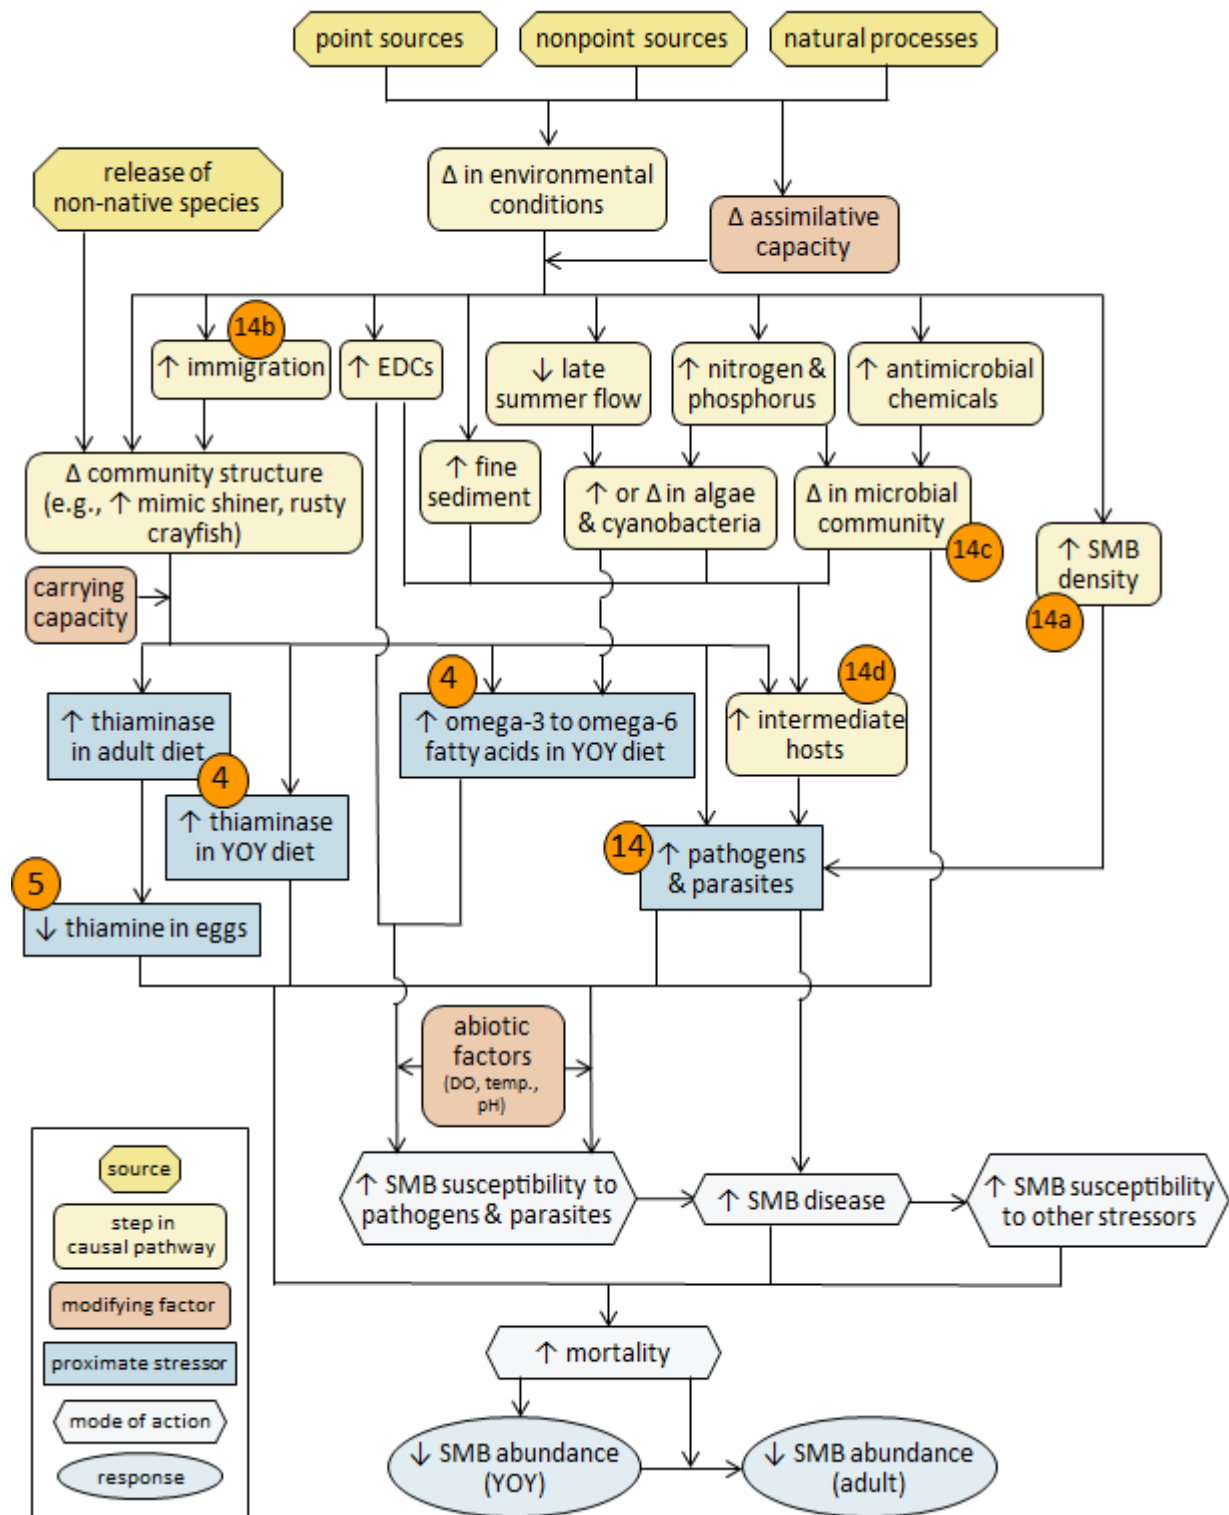 point sources
nonpoint sources
natural processes
release of
non-native species
Δ in environmental
conditions
Δ assimilative
capacity
14b
↑ immigration
↑ EDCs
↓ late
summer flow
↑ nitrogen &
phosphorus
↑ antimicrobial
chemicals
Δ community structure
(e.g., ↑ mimic shiner, rusty
crayfish)
↑ fine
sediment
↑ or Δ in algae
& cyanobacteria
Δ in microbial
community
14c
↑ SMB
density
14a
carrying
capacity
↑ thiaminase
in adult diet
4
↑ omega-3 to omega-6
fatty acids in YOY diet
14d
↑ intermediate
hosts
4
↑ thiaminase
in YOY diet
14
↑ pathogens
& parasites
5
↓ thiamine in eggs
abiotic
factors
(DO, temp.,
pH)
↑ SMB susceptibility to
pathogens & parasites
↑ SMB disease
↑ SMB susceptibility
to other stressors
↑ mortality
↓ SMB abundance
(YOY)
↓ SMB abundance
(adult)
source
step in
causal pathway
modifying factor
proximate stressor
mode of action
response